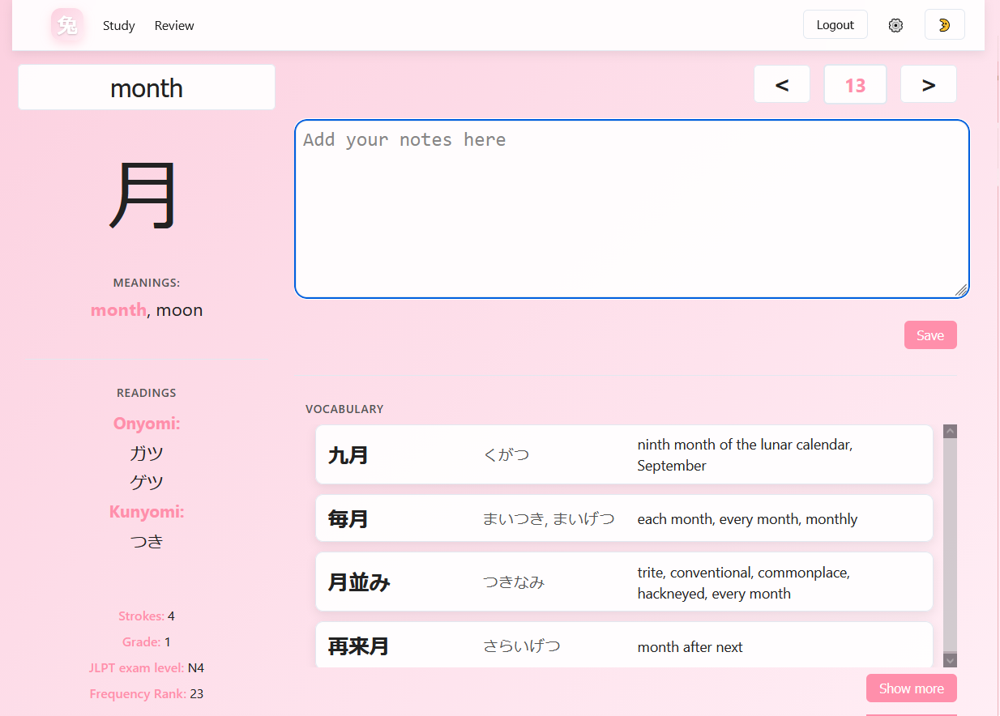 兔 Study Review Logout
month
< 13 >
月
Add your notes here
MEANINGS:
month, moon
Save
READINGS
Onyomi:
ガツ
ゲツ
Kunyomi:
つき
Strokes: 4
Grade: 1
JLPT exam level: N4
Frequency Rank: 23
VOCABULARY
九月 くがつ ninth month of the lunar calendar,
September
毎月 まいつき, まいげつ each month, every month, monthly
月並み つきなみ trite, conventional, commonplace,
hackneyed, every month
再来月 さらいげつ month after next
Show more